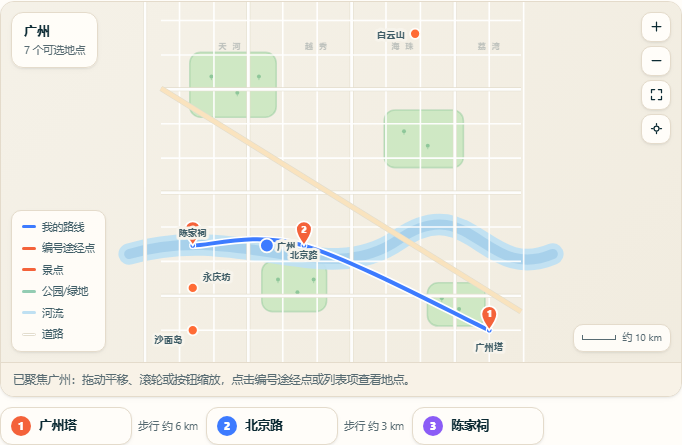 广州
7 个可选地点
白云山
天 河
越 秀
海 珠
荔 湾
+
−
我的路线
编号途经点
景点
公园/绿地
河流
道路
陈家祠
广州
2
北京路
永庆坊
沙面岛
1
广州塔
约 10 km
已聚焦广州：拖动平移、滚轮或按钮缩放，点击编号途经点或列表项查看地点。
1 广州塔 步行 约 6 km 2 北京路 步行 约 3 km 3 陈家祠